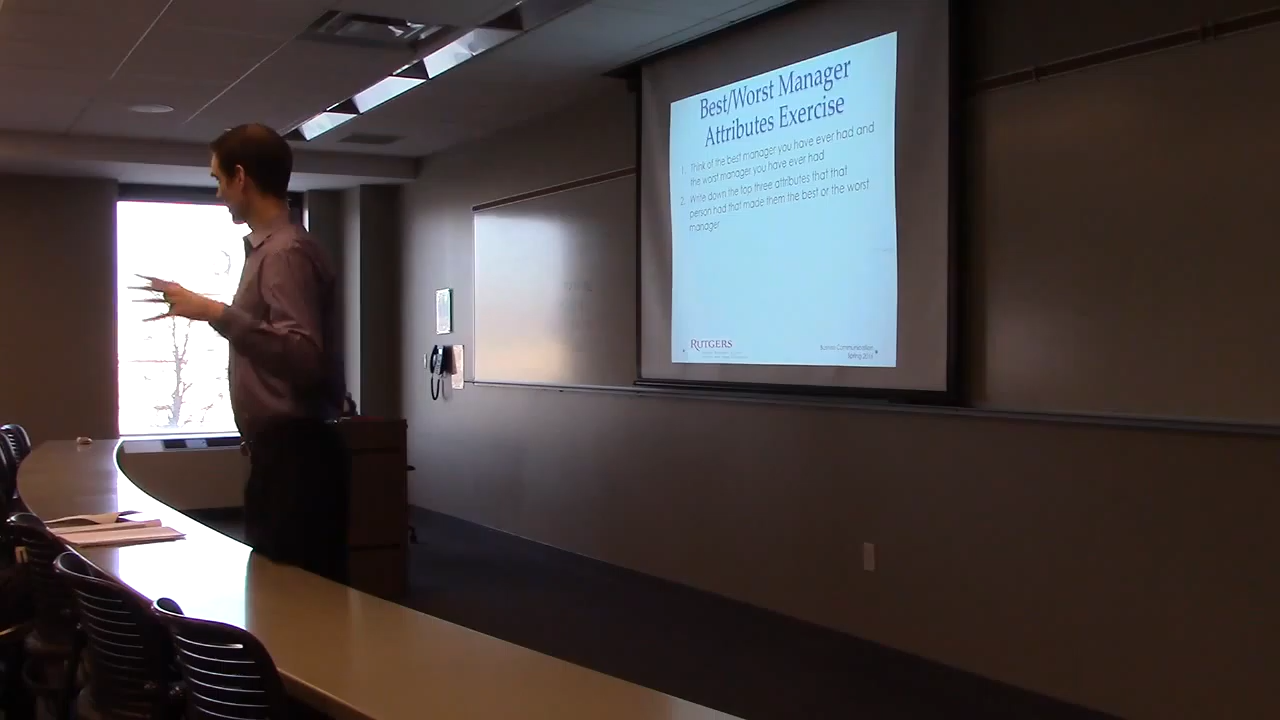 Best/Worst Manager
Attributes Exercise
1. Think of the best manager you have ever had and
the worst manager you have ever had
2. Write down the top three attributes that that
person had that made them the best or the worst
manager
RUTGERS
Business Communication
Spring 2015